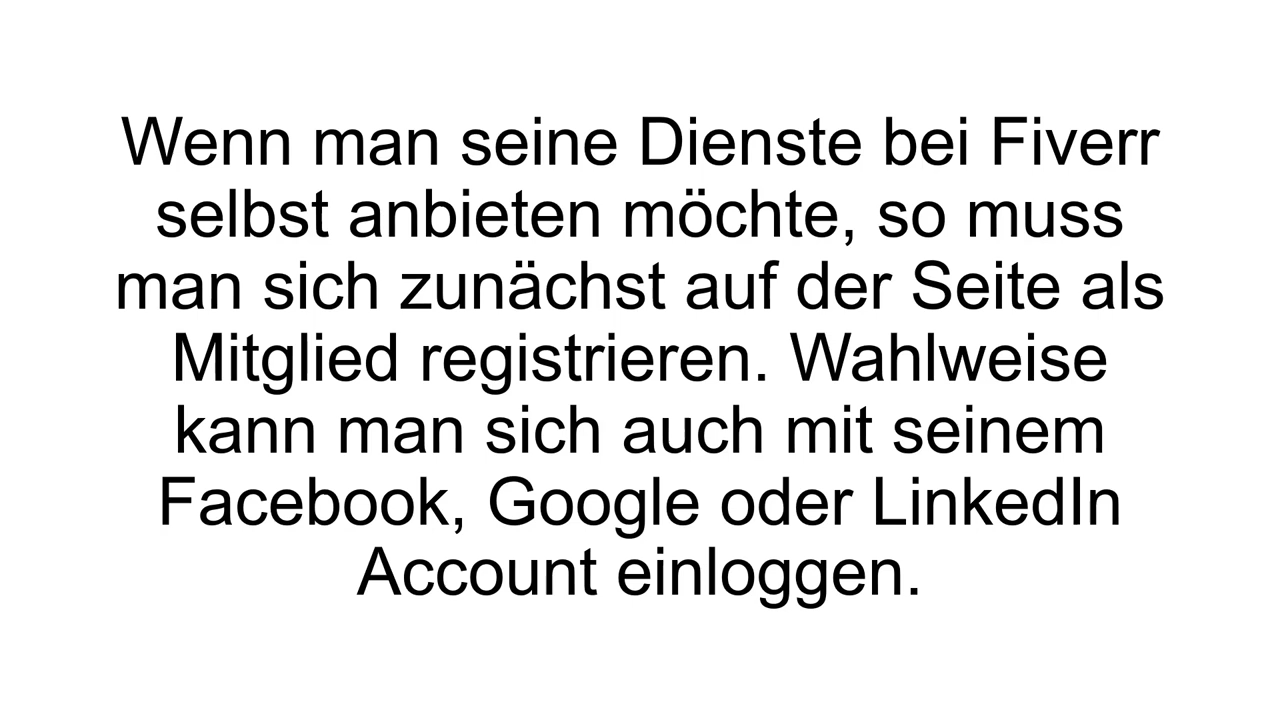 Wenn man seine Dienste bei Fiverr
selbst anbieten möchte, so muss
man sich zunächst auf der Seite als
Mitglied registrieren. Wahlweise
kann man sich auch mit seinem
Facebook, Google oder LinkedIn
Account einloggen.